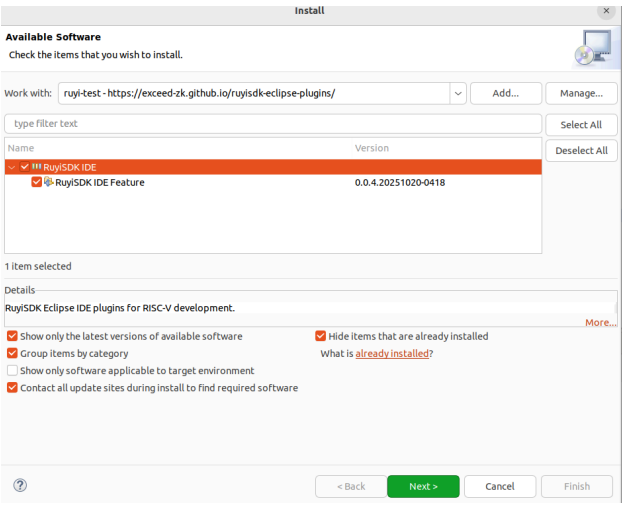 Install
Available Software
Check the items that you wish to install.
Work with: ruyi-test - https://exceed-zk.github.io/ruyisdk-eclipse-plugins/ Add... Manage...
type filter text Select All
Name Version Deselect All
RuyiSDK IDE
RuyiSDK IDE Feature 0.0.4.20251020-0418
1 item selected
Details
RuyiSDK Eclipse IDE plugins for RISC-V development.
More...
Show only the latest versions of available software Hide items that are already installed
Group items by category What is already installed?
Show only software applicable to target environment
Contact all update sites during install to find required software
? < Back Next > Cancel Finish